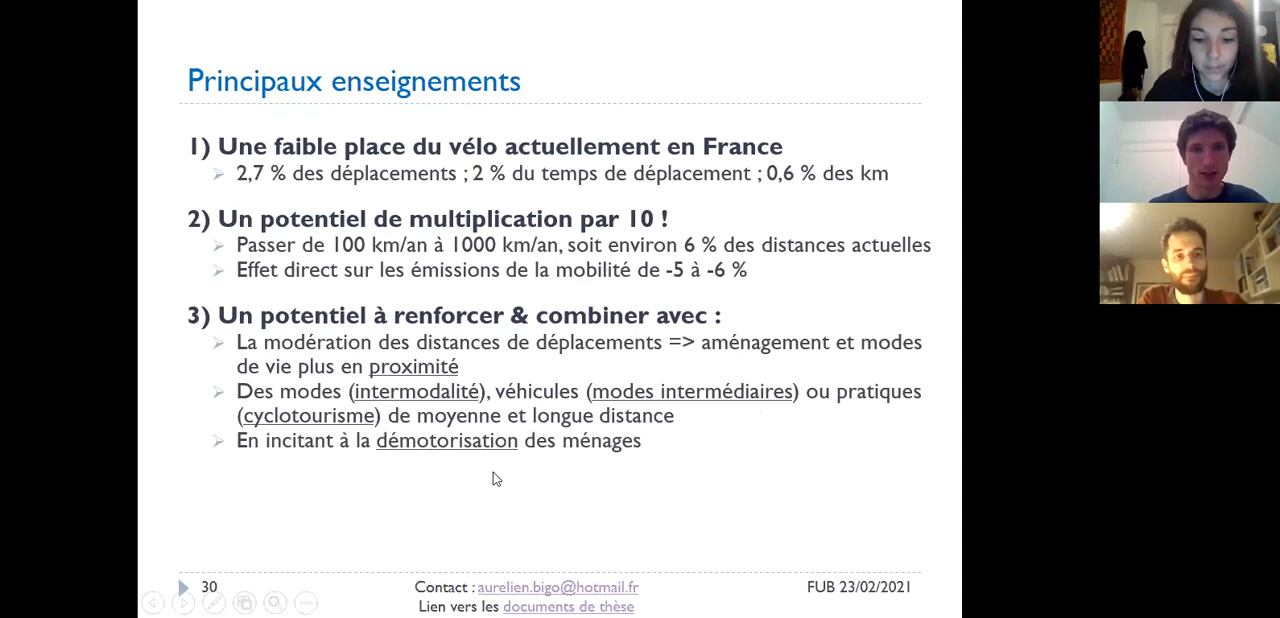 Principaux enseignements
1) Une faible place du vélo actuellement en France
2,7 % des déplacements ; 2 % du temps de déplacement ; 0,6 % des km
2) Un potentiel de multiplication par 10 !
Passer de 100 km/an à 1000 km/an, soit environ 6 % des distances actuelles
Effet direct sur les émissions de la mobilité de -5 à -6 %
3) Un potentiel à renforcer & combiner avec :
La modération des distances de déplacements => aménagement et modes
de vie plus en proximité
Des modes (intermodalité), véhicules (modes intermédiaires) ou pratiques
(cyclotourisme) de moyenne et longue distance
En incitant à la démotorisation des ménages
30
Contact : aurelien.bigo@hotmail.fr
Lien vers les documents de thèse
FUB 23/02/2021